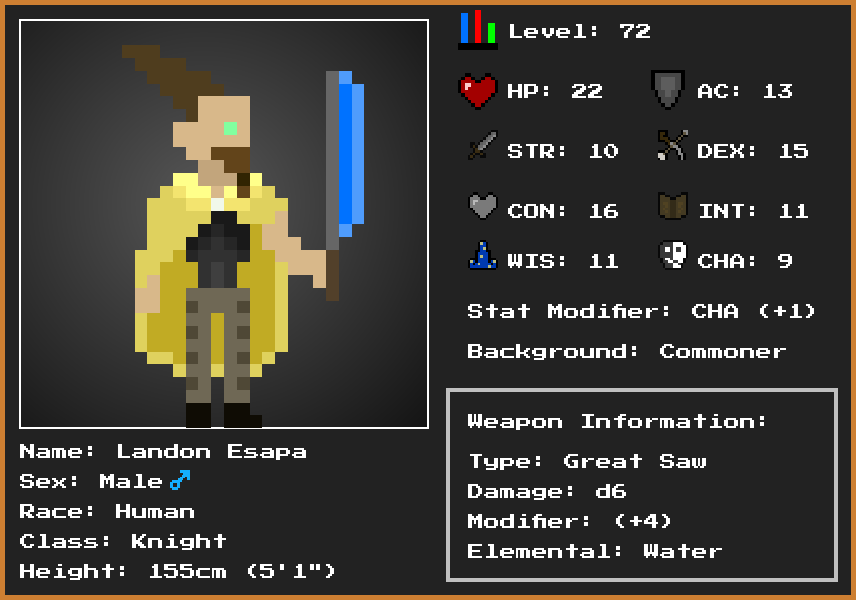 Level: 72
HP: 22 AC: 13
STR: 10 DEX: 15
CON: 16 INT: 11
WIS: 11 CHA: 9
Stat Modifier: CHA (+1)
Background: Commoner
Weapon Information:
Type: Great Saw
Damage: d6
Modifier: (+4)
Elemental: Water
Name: Landon Esapa
Sex: Male♂
Race: Human
Class: Knight
Height: 155cm (5'1")